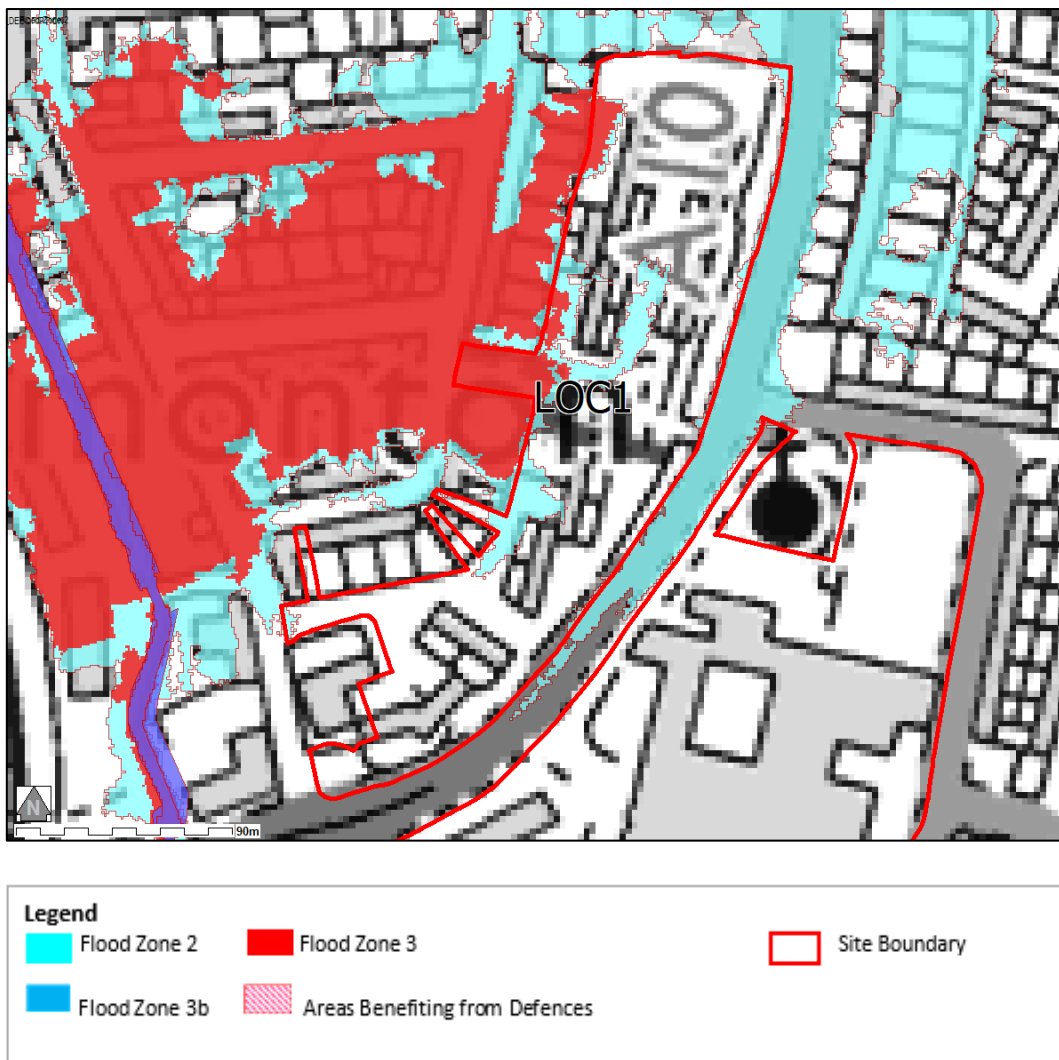 LOC1
N
90m
Legend
Flood Zone 2
Flood Zone 3
Site Boundary
Flood Zone 3b
Areas Benefiting from Defences